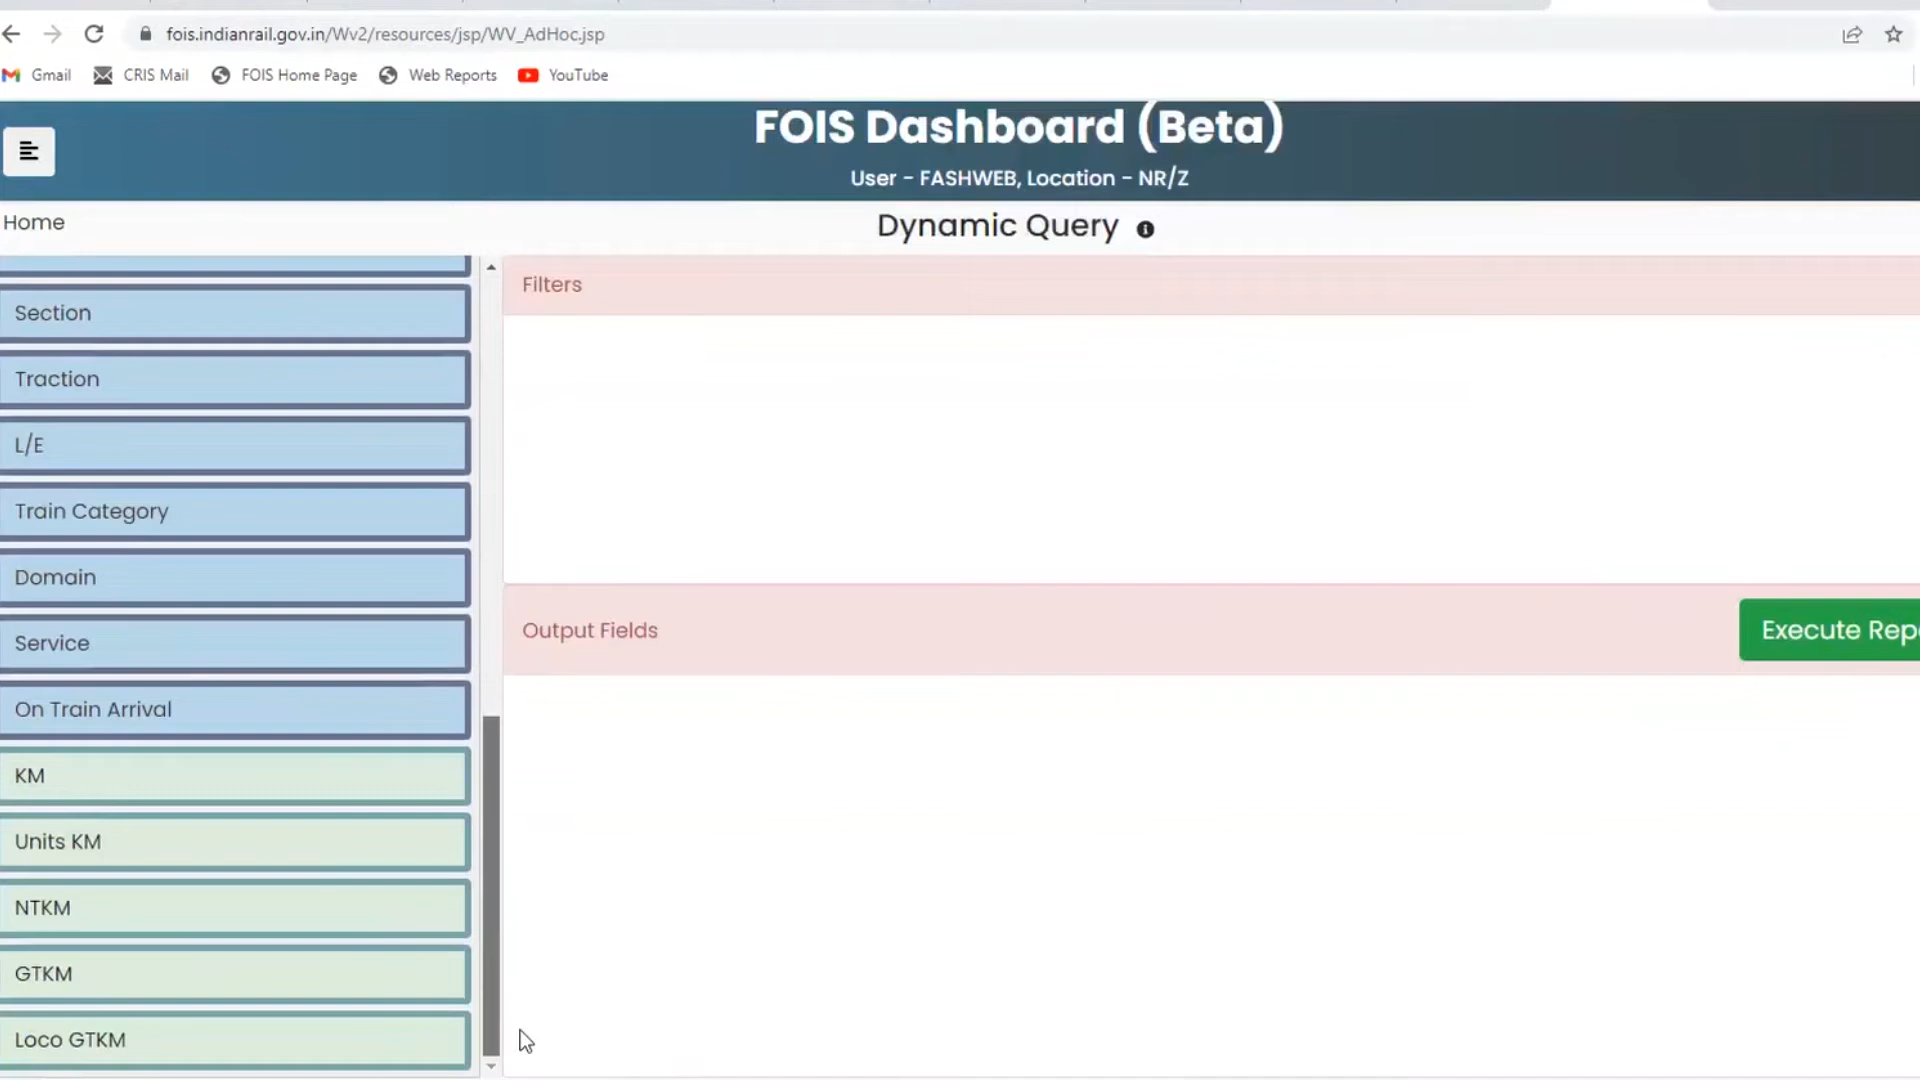 fois.indianrail.gov.in/Wv2/resources/jsp/WV_AdHoc.jsp
Gmail CRIS Mail FOIS Home Page Web Reports YouTube
FOIS Dashboard (Beta)
User - FASHWEB, Location - NR/Z
Home
Dynamic Query
Filters
Section
Traction
L/E
Train Category
Domain
Service
On Train Arrival
KM
Units KM
NTKM
GTKM
Loco GTKM
Output Fields
Execute